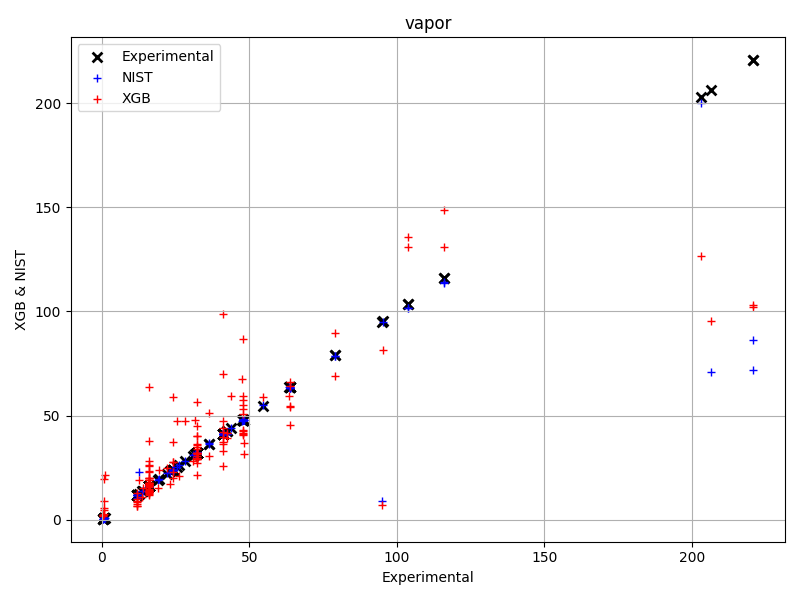 vapor
Experimental
NIST
XGB
XGB & NIST
200
150
100
50
0
0 50 100 150 200
Experimental